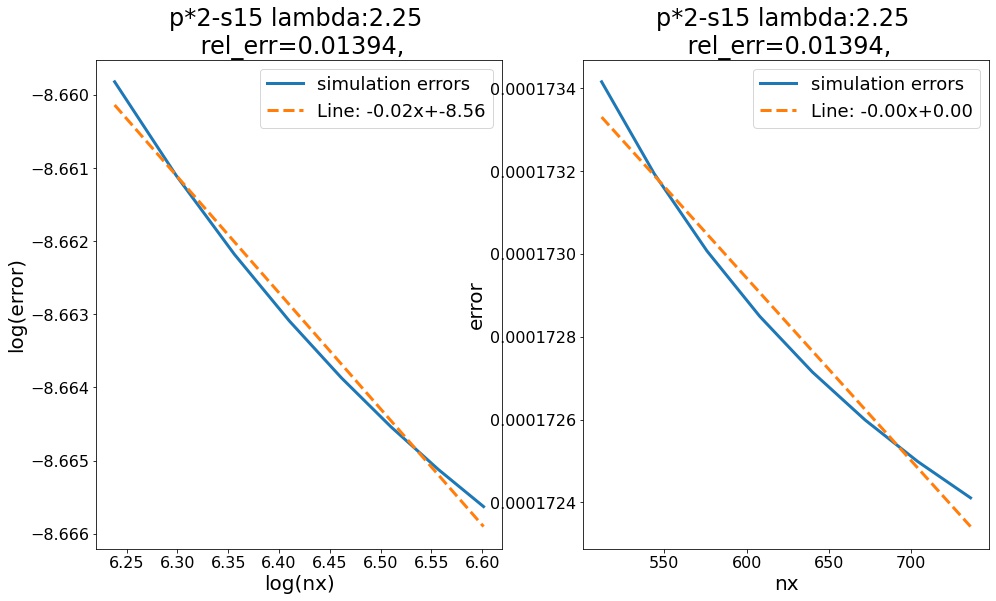 p*2-s15 lambda:2.25
rel_err=0.01394,
simulation errors
Line: -0.02x+-8.56
−8.660
−8.661
−8.662
−8.663
−8.664
−8.665
−8.666
log(error)
6.25 6.30 6.35 6.40 6.45 6.50 6.55 6.60
log(nx)
p*2-s15 lambda:2.25
rel_err=0.01394,
simulation errors
Line: -0.00x+0.00
0.0001734
0.0001732
0.0001730
0.0001728
0.0001726
0.0001724
error
550 600 650 700
nx